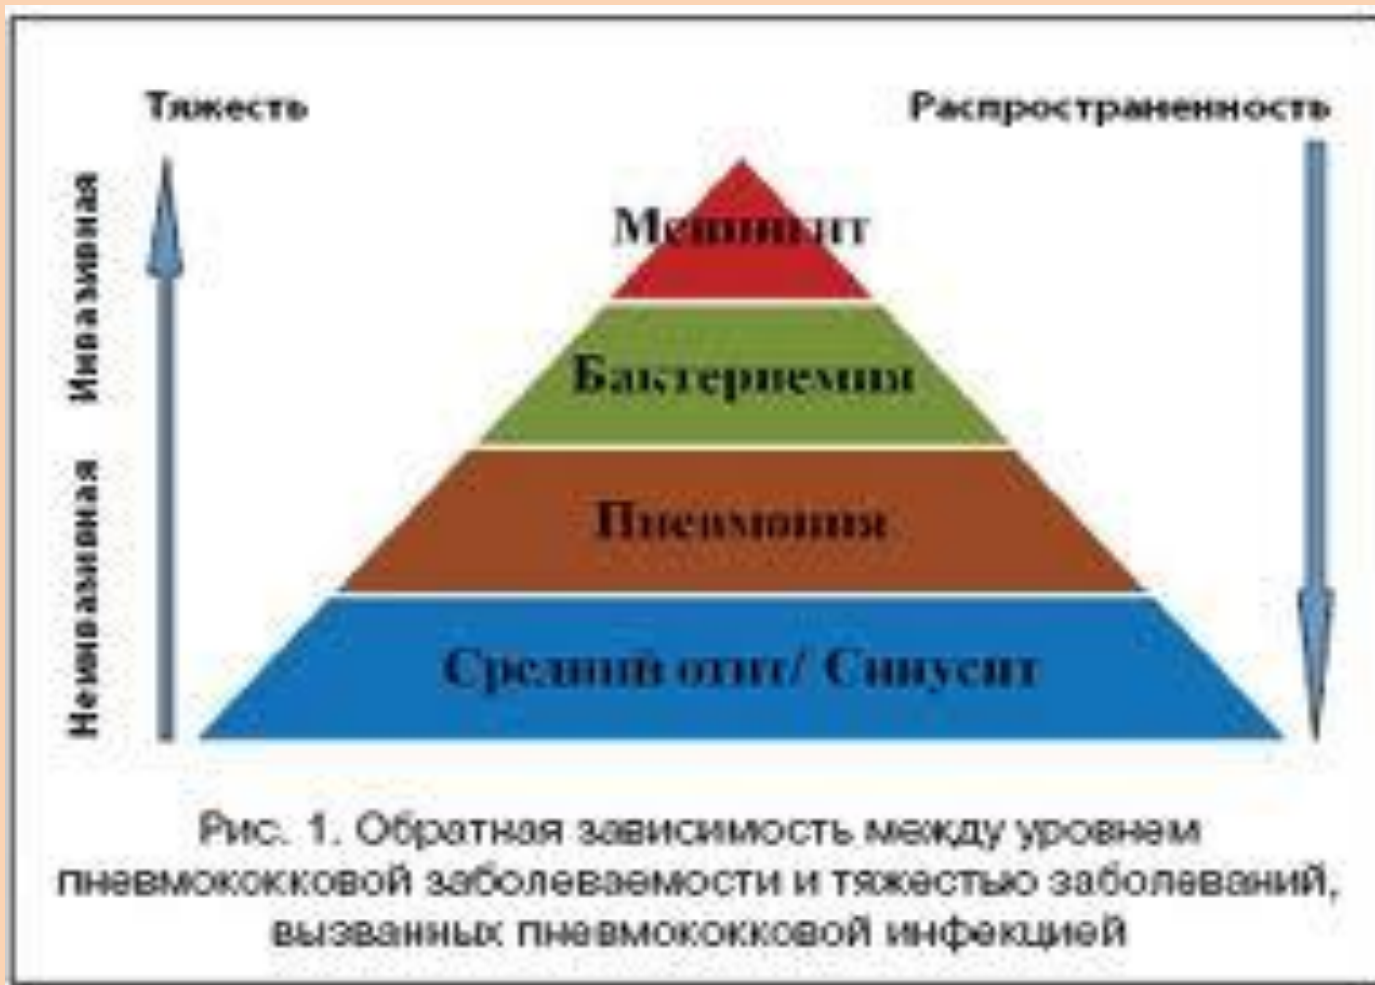 Тяжесть
Распространенность
Инвазивная
Неинвазивная
Менингит
Бактериемия
Пневмония
Средний отит/ Синусит
Рис. 1. Обратная зависимость между уровнем
пневмококковой заболеваемости и тяжестью заболеваний,
вызванных пневмококковой инфекцией